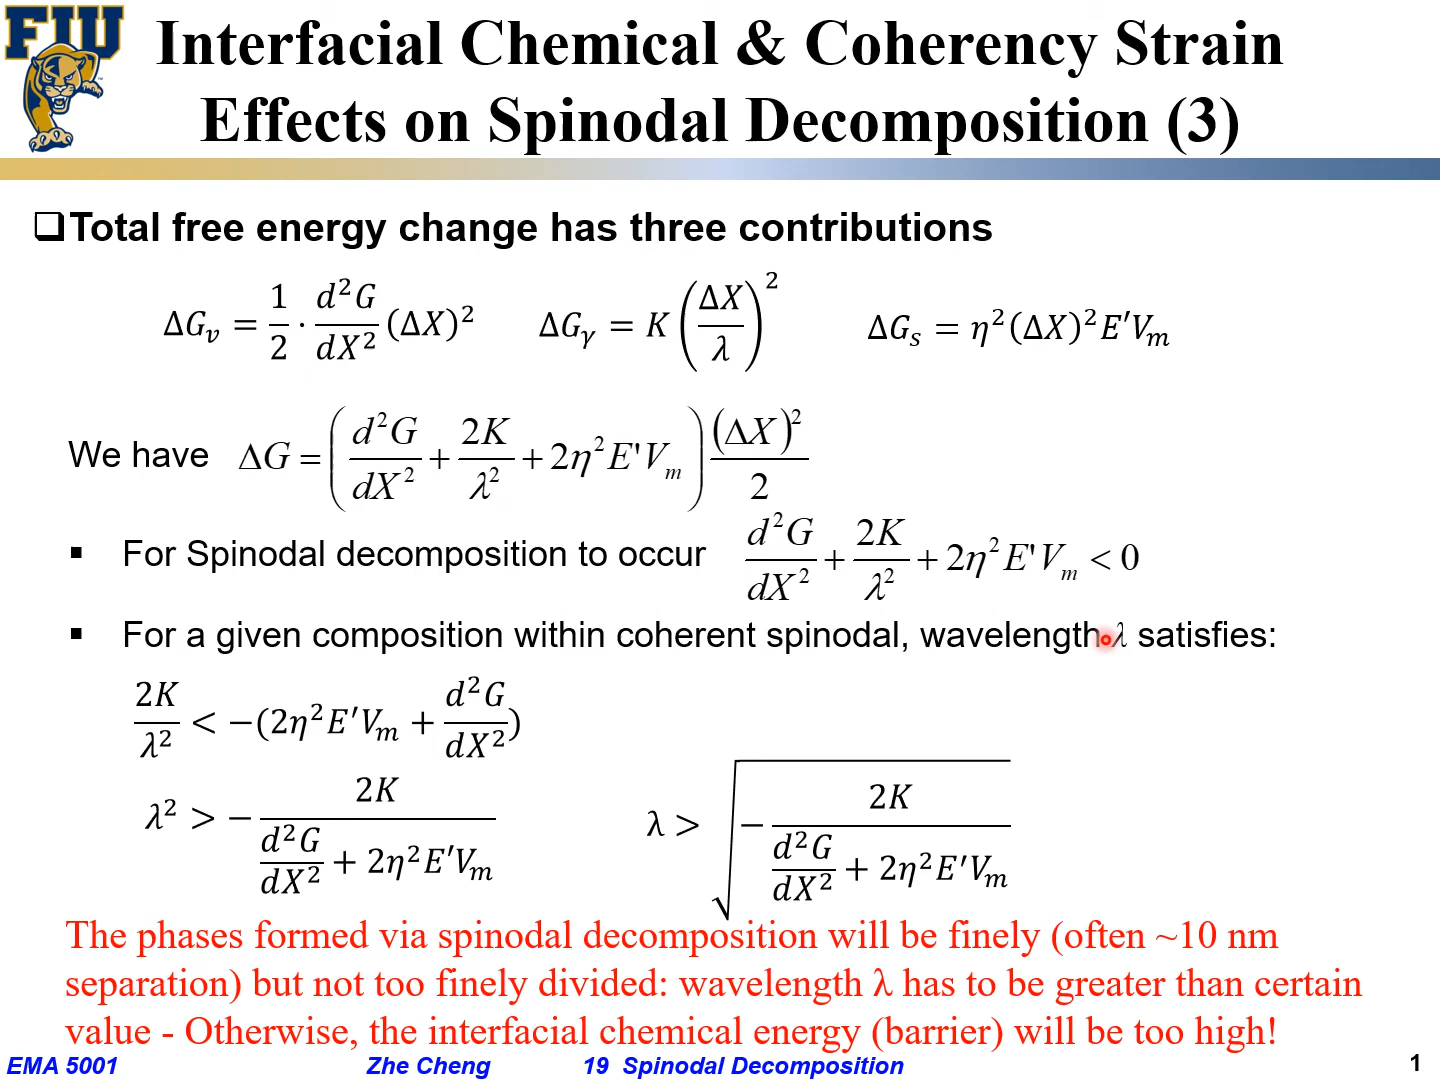 FIU
Interfacial Chemical & Coherency Strain
Effects on Spinodal Decomposition (3)
❑Total free energy change has three contributions
ΔG_v = 1/2 · d²G/dX² (ΔX)²   ΔG_γ = K (ΔX/λ)²   ΔG_s = η²(ΔX)²E′V_m
We have ΔG = (d²G/dX² + 2K/λ² + 2η²E'V_m) (ΔX)²/2
▪ For Spinodal decomposition to occur d²G/dX² + 2K/λ² + 2η²E'V_m < 0
▪ For a given composition within coherent spinodal, wavelength λ satisfies:
2K/λ² < −(2η²E′V_m + d²G/dX²)
λ² > − 2K/(d²G/dX² + 2η²E′V_m)   λ > √(− 2K/(d²G/dX² + 2η²E′V_m))
The phases formed via spinodal decomposition will be finely (often ~10 nm
separation) but not too finely divided: wavelength λ has to be greater than certain
value - Otherwise, the interfacial chemical energy (barrier) will be too high!
EMA 5001 Zhe Cheng 19 Spinodal Decomposition 1